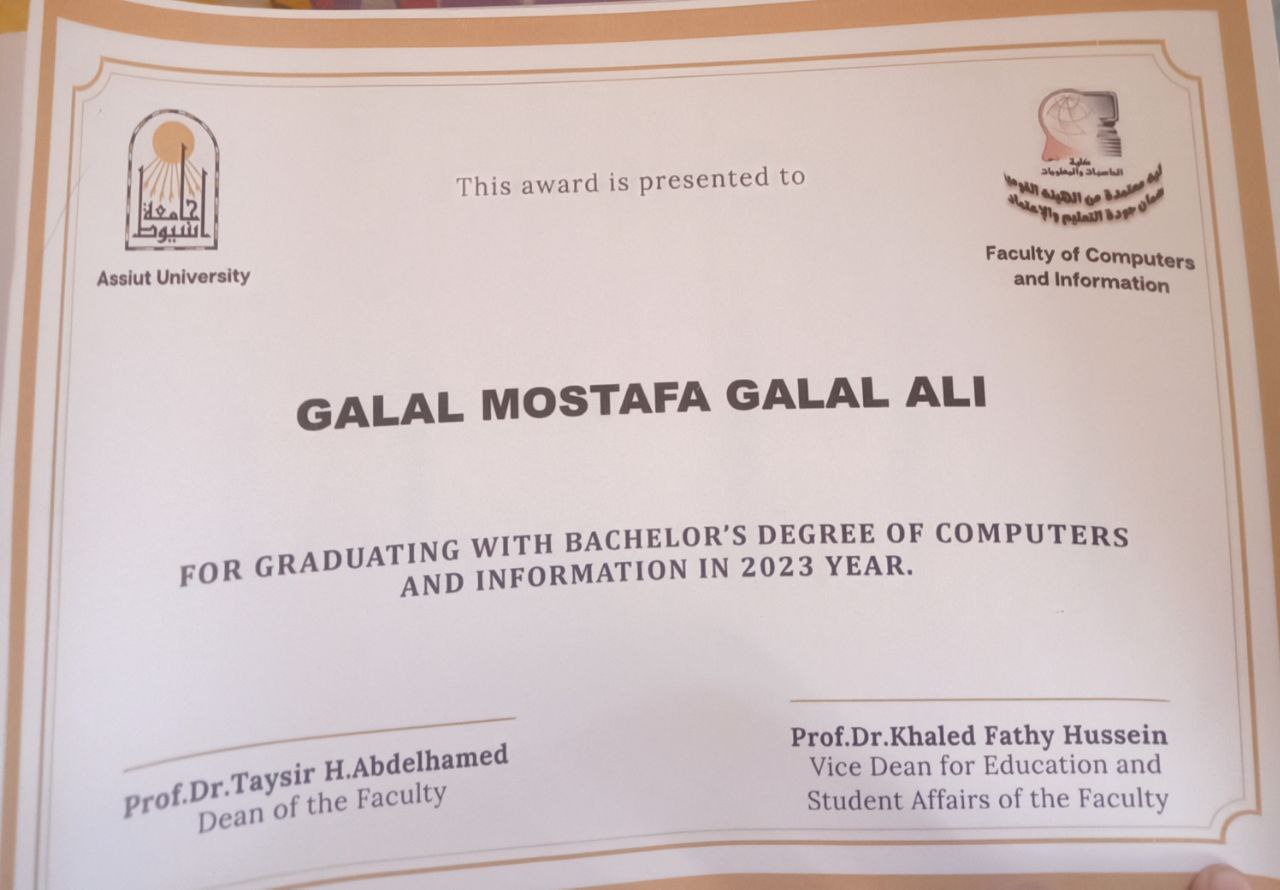 جامعة
أسيوط
Assiut University
This award is presented to
كلية
الحاسبات والمعلومات
معتمدة من الهيئة
جودة التعليم والإعتماد
Faculty of Computers
and Information
GALAL MOSTAFA GALAL ALI
FOR GRADUATING WITH BACHELOR'S DEGREE OF COMPUTERS
AND INFORMATION IN 2023 YEAR.
Prof.Dr.Taysir H.Abdelhamed
Dean of the Faculty
Prof.Dr.Khaled Fathy Hussein
Vice Dean for Education and
Student Affairs of the Faculty